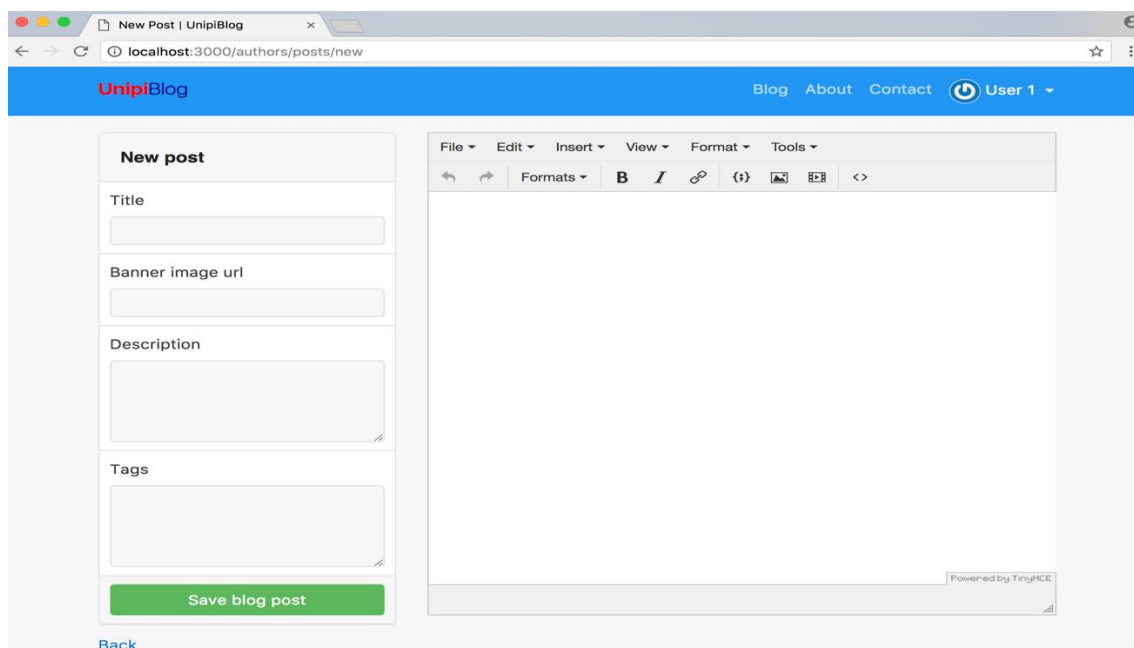 New Post | UnipiBlog
localhost:3000/authors/posts/new
UnipiBlog Blog About Contact User 1
New post
Title
Banner image url
Description
Tags
Save blog post
Back
File Edit Insert View Format Tools
Formats B I {;} <>
Powered by TinyMCE